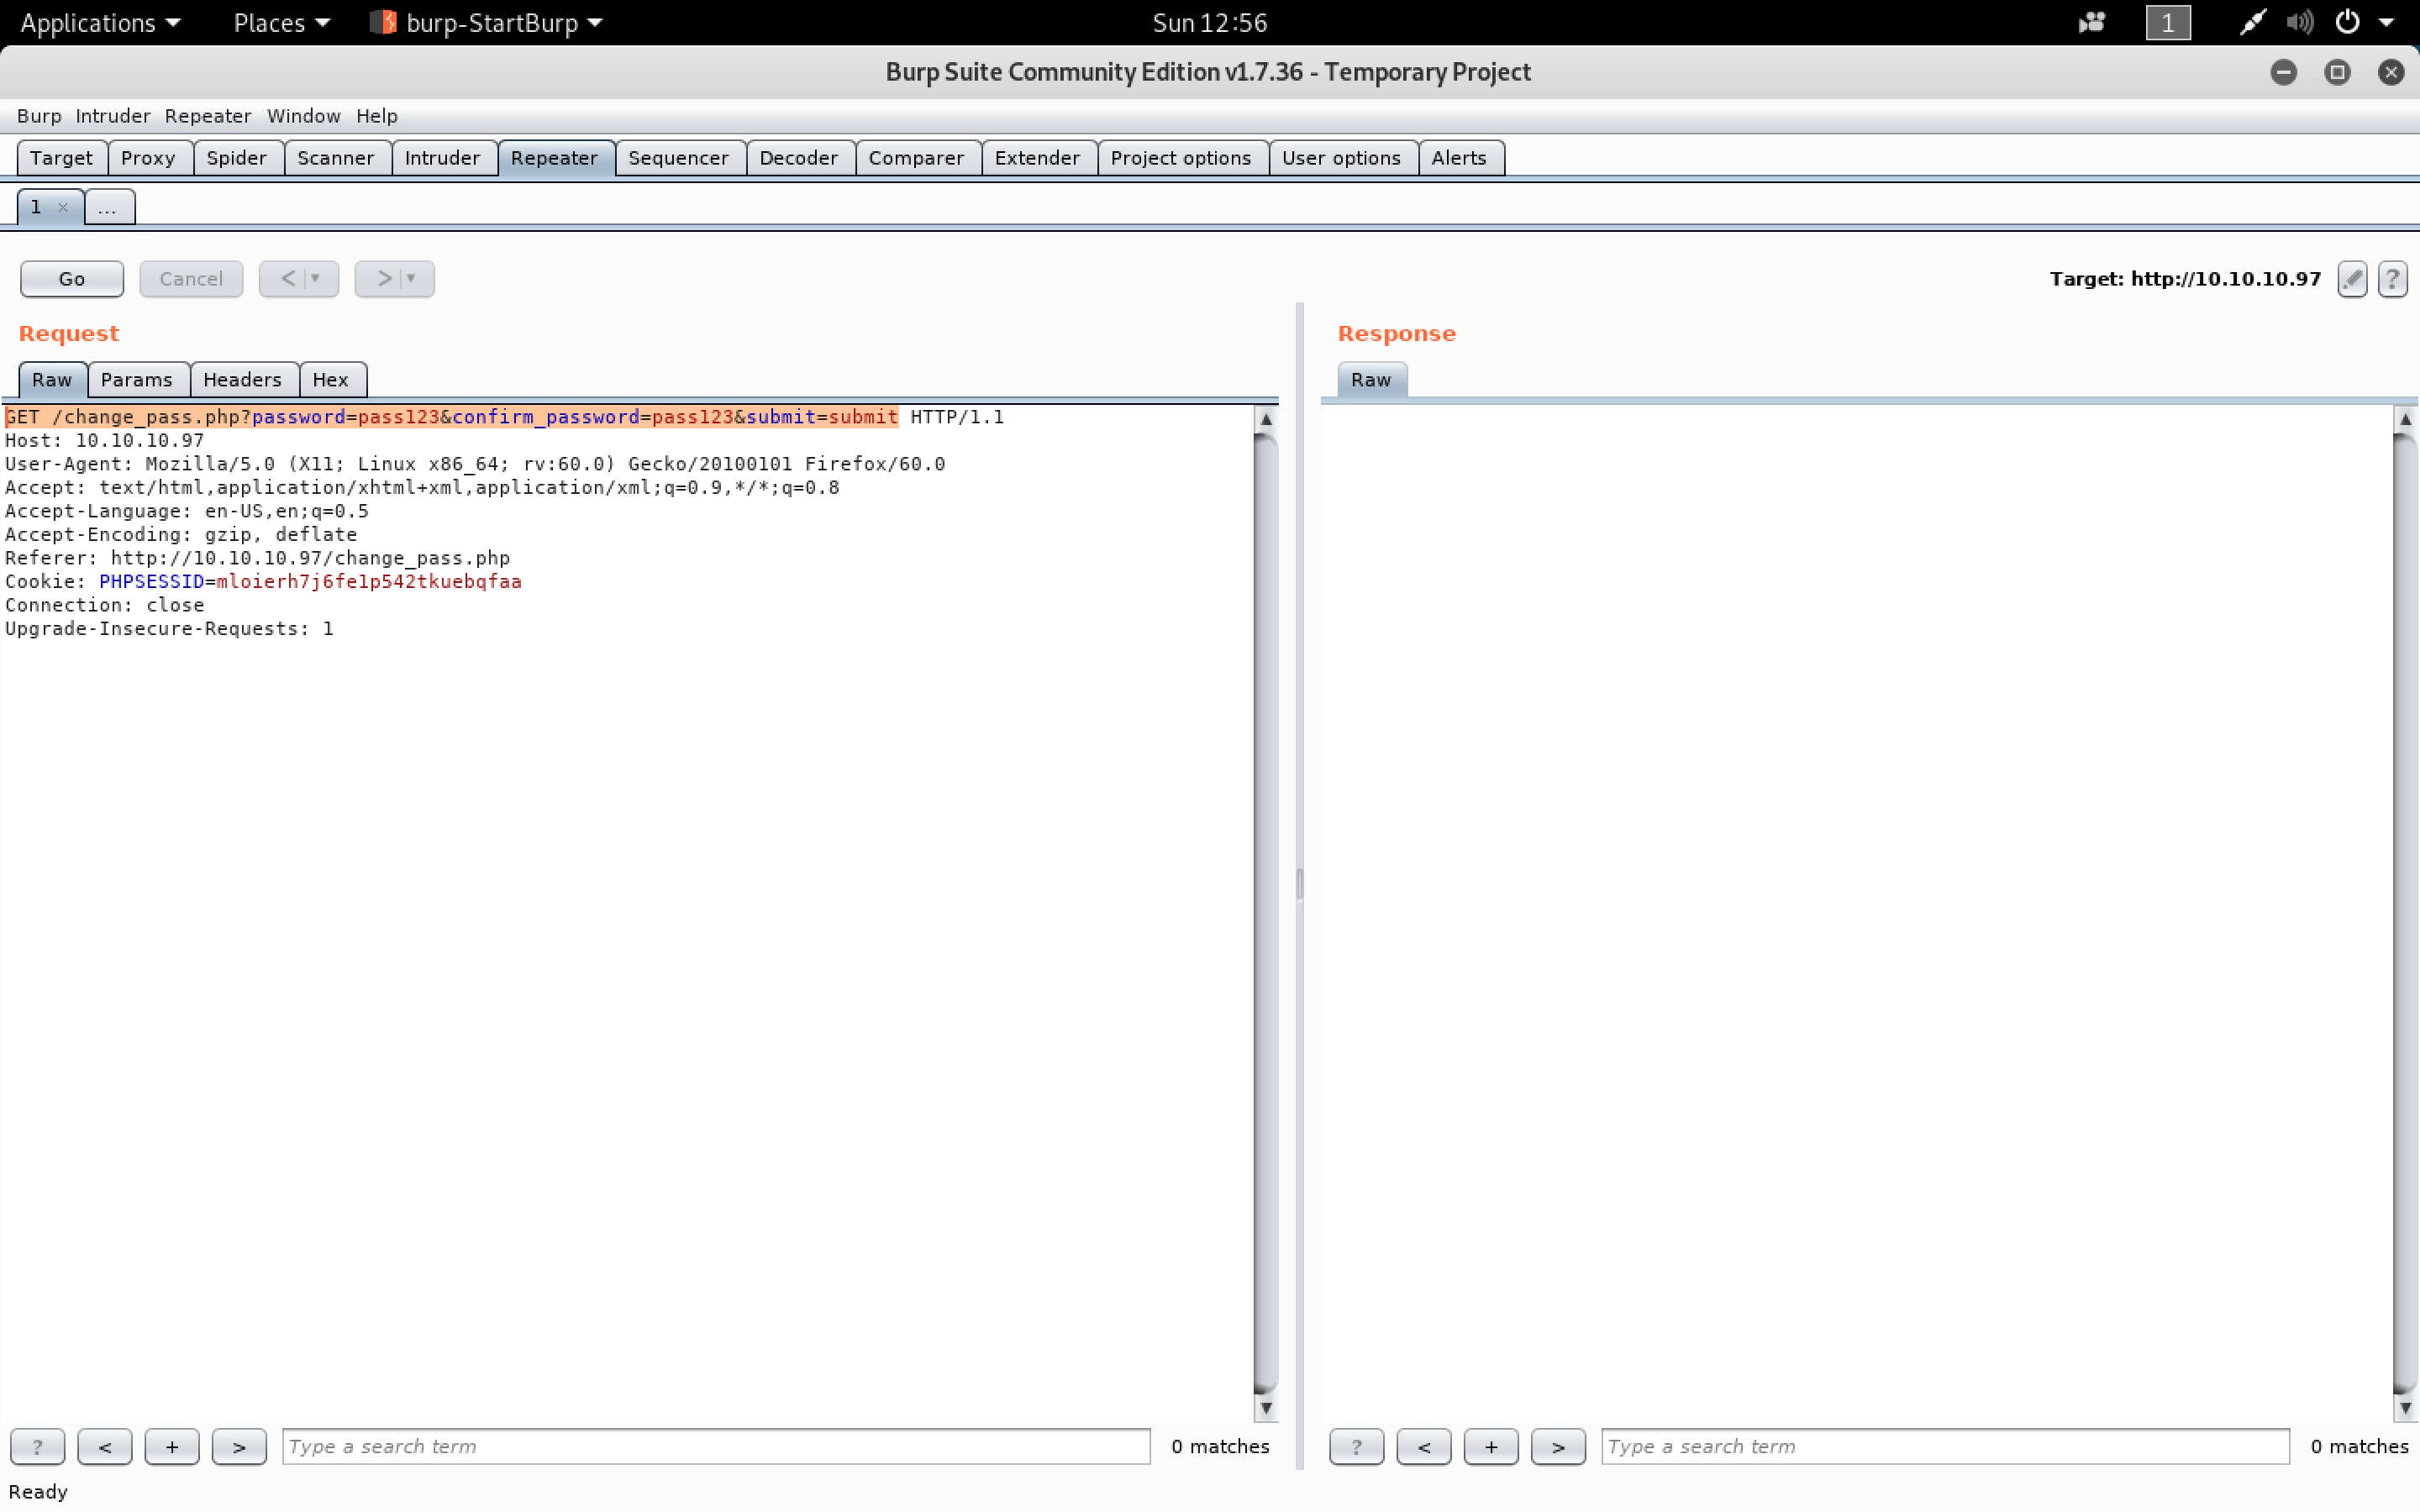 Applications Places burp-StartBurp Sun 12:56 1
Burp Suite Community Edition v1.7.36 - Temporary Project
Burp Intruder Repeater Window Help
Target Proxy Spider Scanner Intruder Repeater Sequencer Decoder Comparer Extender Project options User options Alerts
1 × ...
Go Cancel < ▼ > ▼ Target: http://10.10.10.97 ?
Request Response
Raw Params Headers Hex Raw
GET /change_pass.php?password=pass123&confirm_password=pass123&submit=submit HTTP/1.1
Host: 10.10.10.97
User-Agent: Mozilla/5.0 (X11; Linux x86_64; rv:60.0) Gecko/20100101 Firefox/60.0
Accept: text/html,application/xhtml+xml,application/xml;q=0.9,*/*;q=0.8
Accept-Language: en-US,en;q=0.5
Accept-Encoding: gzip, deflate
Referer: http://10.10.10.97/change_pass.php
Cookie: PHPSESSID=mloierh7j6fe1p542tkuebqfaa
Connection: close
Upgrade-Insecure-Requests: 1
? < + > Type a search term 0 matches ? < + > Type a search term 0 matches
Ready